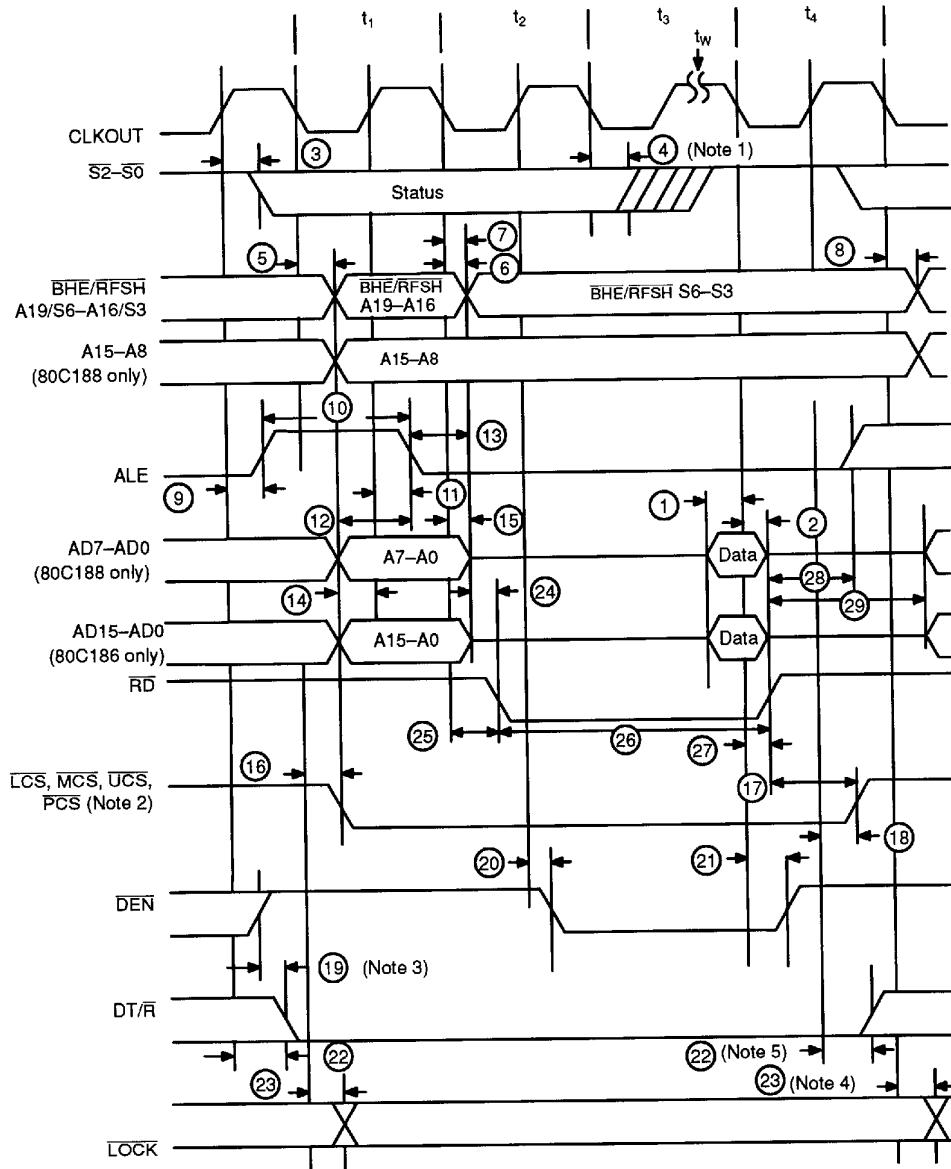 t1 t2 t3 t4
tW
CLKOUT
3 4 (Note 1)
S2–S0
Status
7
5 6 8
BHE/RFSH BHE/RFSH BHE/RFSH S6–S3
A19/S6–A16/S3 A19–A16
A15–A8 A15–A8
(80C188 only)
10
13
ALE
9 11
12 15 1 2
AD7–AD0 A7–A0 Data
(80C188 only) 28
14 24 29
AD15–AD0 A15–A0 Data
(80C186 only)
RD
25 26 27
16
LCS, MCS, UCS, 17
PCS (Note 2)
18
20 21
DEN
19 (Note 3)
DT/R
22 22 (Note 5)
23 23 (Note 4)
LOCK